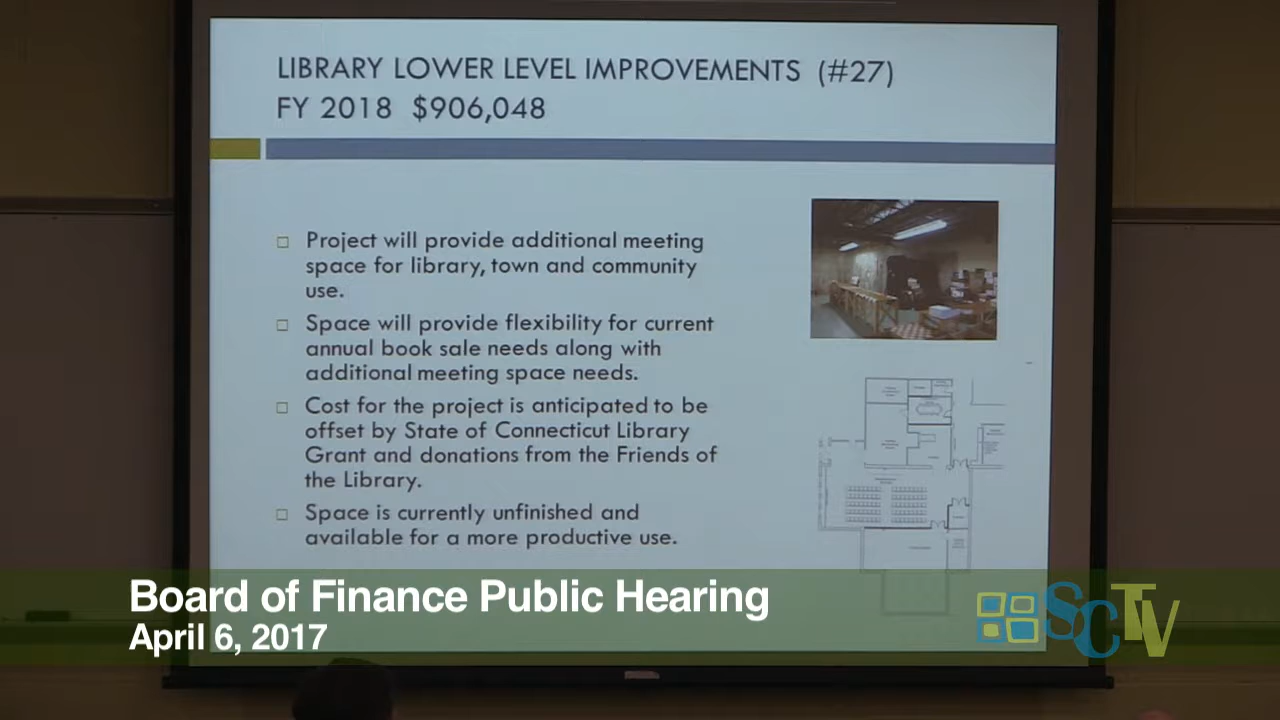 LIBRARY LOWER LEVEL IMPROVEMENTS (#27)
FY 2018 $906,048
Project will provide additional meeting
space for library, town and community
use.
Space will provide flexibility for current
annual book sale needs along with
additional meeting space needs.
Cost for the project is anticipated to be
offset by State of Connecticut Library
Grant and donations from the Friends of
the Library.
Space is currently unfinished and
available for a more productive use.
Board of Finance Public Hearing
April 6, 2017
SCTV